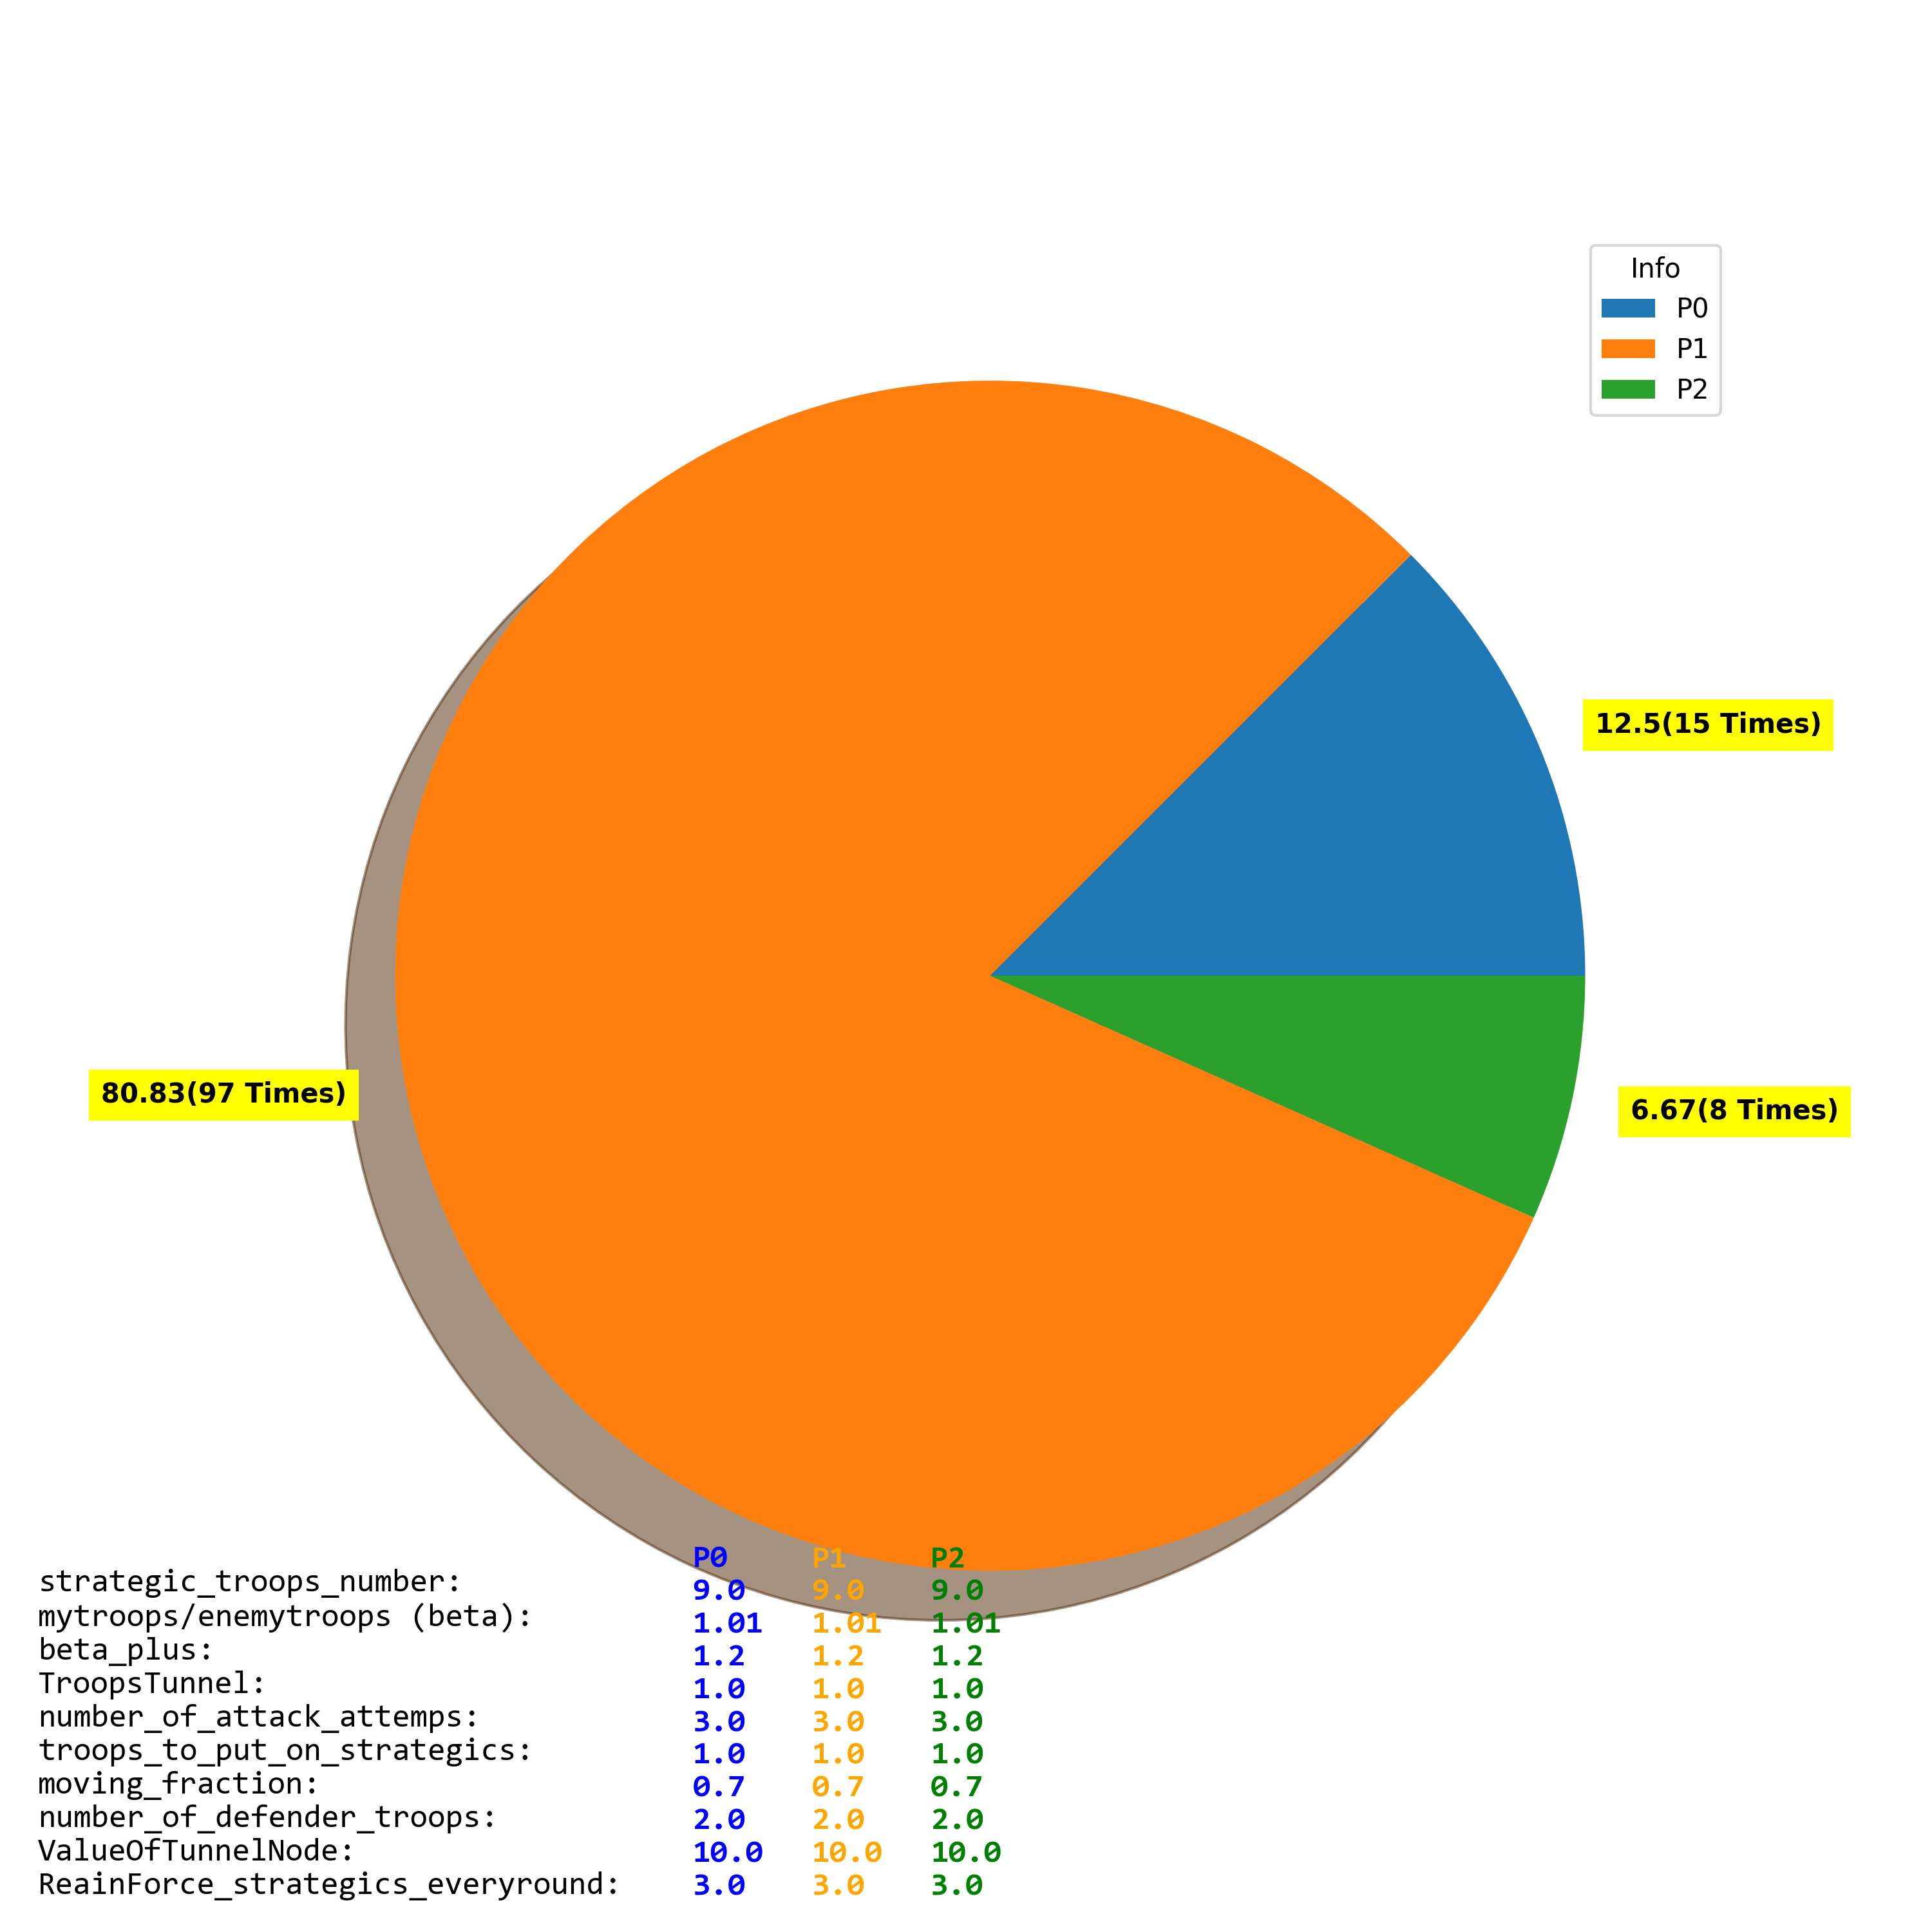 Info
P0
P1
P2
12.5(15 Times)
80.83(97 Times)
6.67(8 Times)
P0 P1 P2
strategic_troops_number: 9.0 9.0 9.0
mytroops/enemytroops (beta): 1.01 1.01 1.01
beta_plus: 1.2 1.2 1.2
TroopsTunnel: 1.0 1.0 1.0
number_of_attack_attemps: 3.0 3.0 3.0
troops_to_put_on_strategics: 1.0 1.0 1.0
moving_fraction: 0.7 0.7 0.7
number_of_defender_troops: 2.0 2.0 2.0
ValueOfTunnelNode: 10.0 10.0 10.0
ReainForce_strategics_everyround: 3.0 3.0 3.0